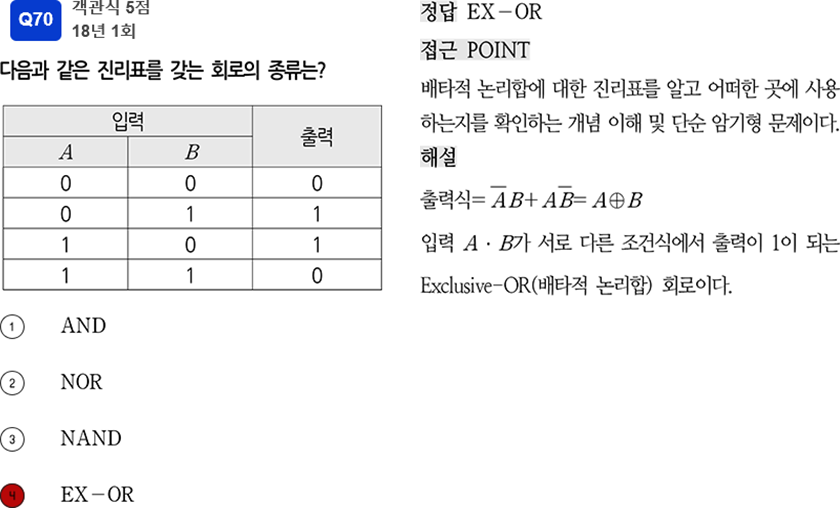 Q70
객관식 5점
18년 1회
다음과 같은 진리표를 갖는 회로의 종류는?
입력 출력
A B
0 0 0
0 1 1
1 0 1
1 1 0
1 AND
2 NOR
3 NAND
4 EX-OR
정답 EX-OR
접근 POINT
배타적 논리합에 대한 진리표를 알고 어떠한 곳에 사용
하는지를 확인하는 개념 이해 및 단순 암기형 문제이다.
해설
출력식= A̅B+AB̅= A⊕B
입력 A · B가 서로 다른 조건식에서 출력이 1이 되는
Exclusive-OR(배타적 논리합) 회로이다.